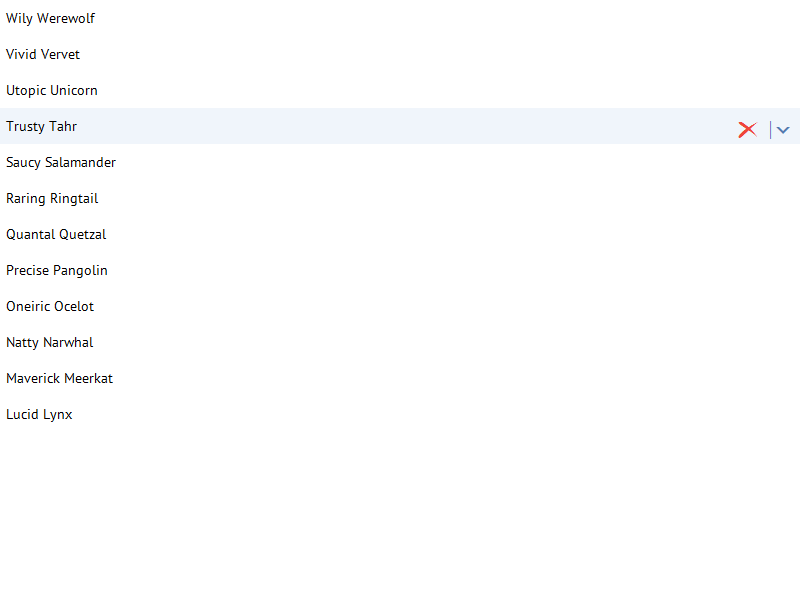 Wily Werewolf
Vivid Vervet
Utopic Unicorn
Trusty Tahr
Saucy Salamander
Raring Ringtail
Quantal Quetzal
Precise Pangolin
Oneiric Ocelot
Natty Narwhal
Maverick Meerkat
Lucid Lynx